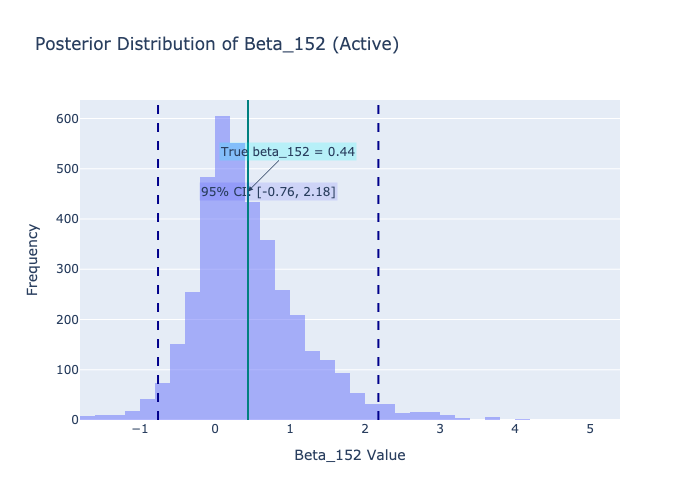 Posterior Distribution of Beta_152 (Active)
600
500
400
300
200
100
0
Frequency
True beta_152 = 0.44
95% CI: [-0.76, 2.18]
−1
0
1
2
3
4
5
Beta_152 Value